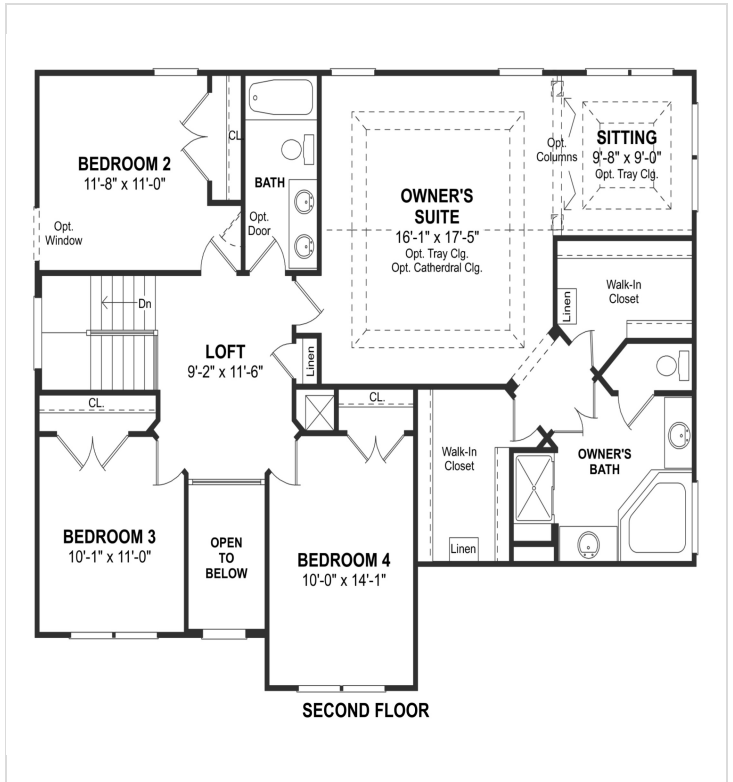 BEDROOM 2
11'-8" x 11'-0"
CL.
BATH
Opt.
Door
Opt.
Window
OWNER'S
SUITE
16'-1" x 17'-5"
Opt. Tray Clg.
Opt. Catherdral Clg.
Opt.
Columns
SITTING
9'-8" x 9'-0"
Opt. Tray Clg.
Walk-In
Closet
Linen
Dn
LOFT
9'-2" x 11'-6"
Linen
CL.
CL.
Walk-In
Closet
Linen
OWNER'S
BATH
BEDROOM 3
10'-1" x 11'-0"
OPEN
TO
BELOW
BEDROOM 4
10'-0" x 14'-1"
SECOND FLOOR